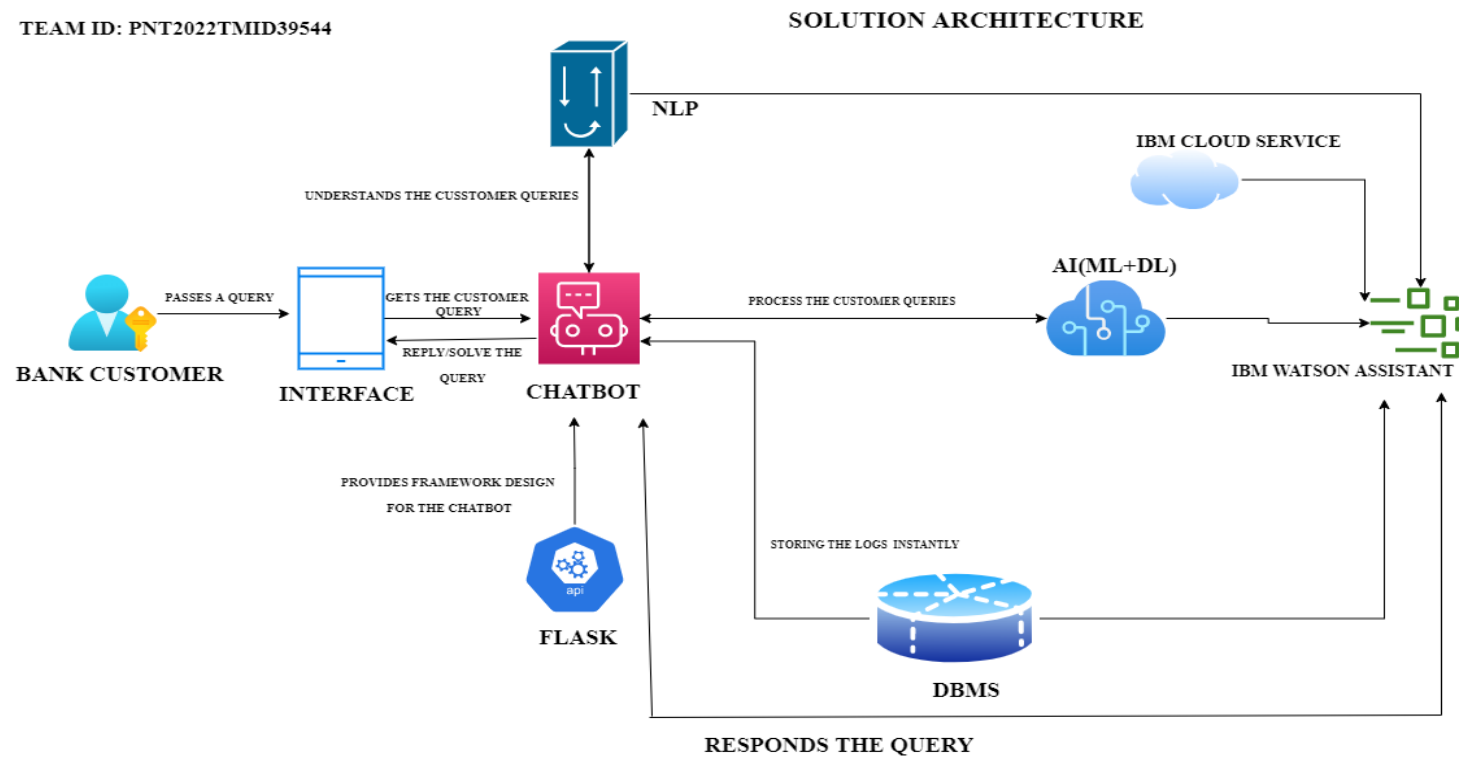 SOLUTION ARCHITECTURE
TEAM ID: PNT2022TMID39544
NLP
IBM CLOUD SERVICE
UNDERSTANDS THE CUSSTOMER QUERIES
AI(ML+DL)
PASSES A QUERY
GETS THE CUSTOMER
QUERY
PROCESS THE CUSTOMER QUERIES
REPLY/SOLVE THE
QUERY
BANK CUSTOMER
INTERFACE
CHATBOT
IBM WATSON ASSISTANT
PROVIDES FRAMEWORK DESIGN
FOR THE CHATBOT
STORING THE LOGS INSTANTLY
api
FLASK
DBMS
RESPONDS THE QUERY